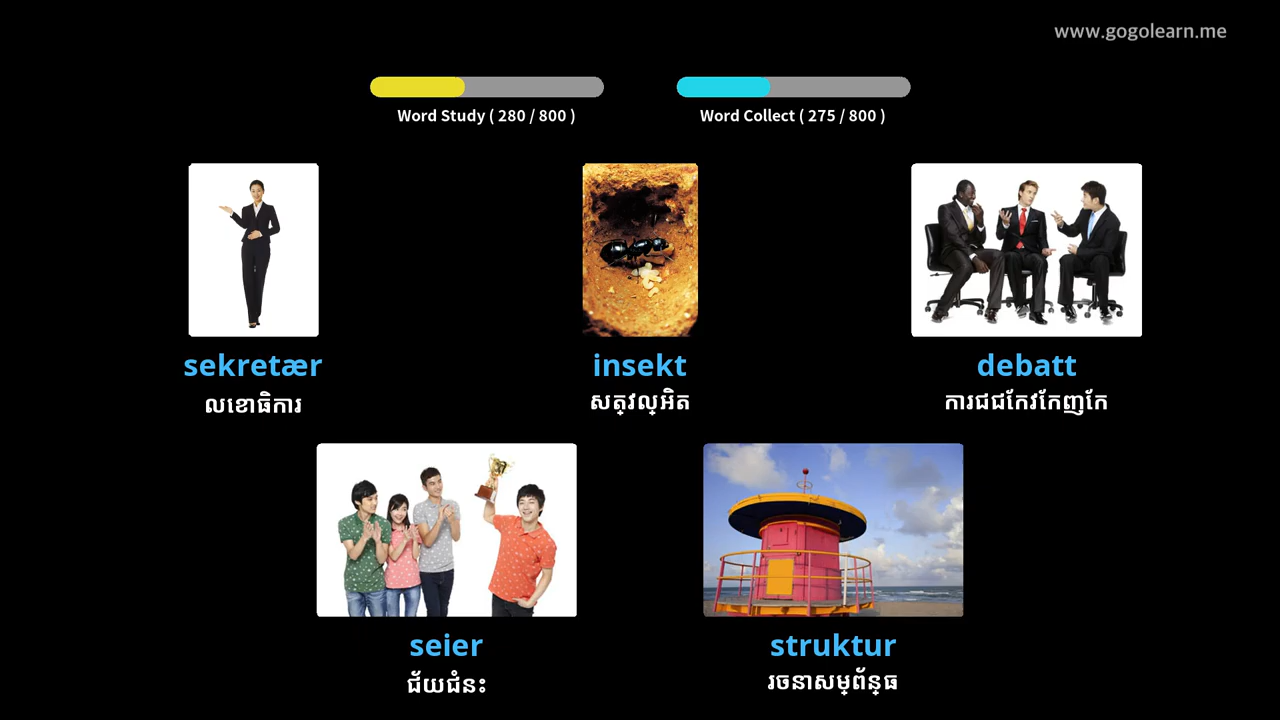 www.gogolearn.me
Word Study ( 280 / 800 )
Word Collect ( 275 / 800 )
sekretær
លខោធិការ
insekt
សត្វល្អិត
debatt
ការជជកែវកែញកែ
seier
ជ័យជំនះ
struktur
រចនាសម្ព័ន្ធ